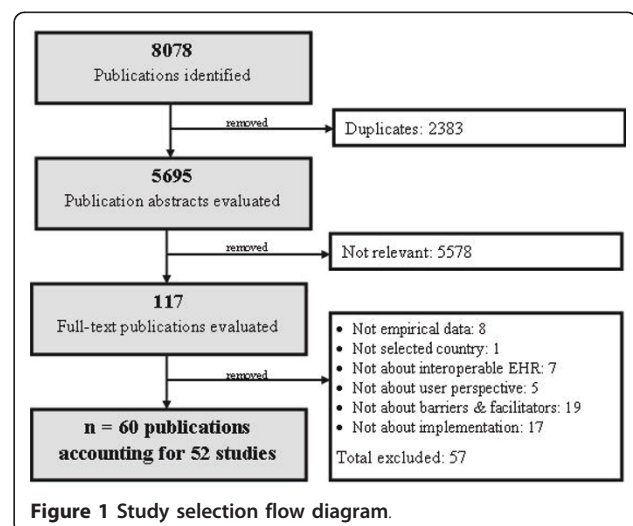 8078
Publications identified
removed
Duplicates: 2383
5695
Publication abstracts evaluated
removed
Not relevant: 5578
117
Full-text publications evaluated
removed
• Not empirical data: 8
• Not selected country: 1
• Not about interoperable EHR: 7
• Not about user perspective: 5
• Not about barriers & facilitators: 19
• Not about implementation: 17
Total excluded: 57
n = 60 publications
accounting for 52 studies
Figure 1 Study selection flow diagram.